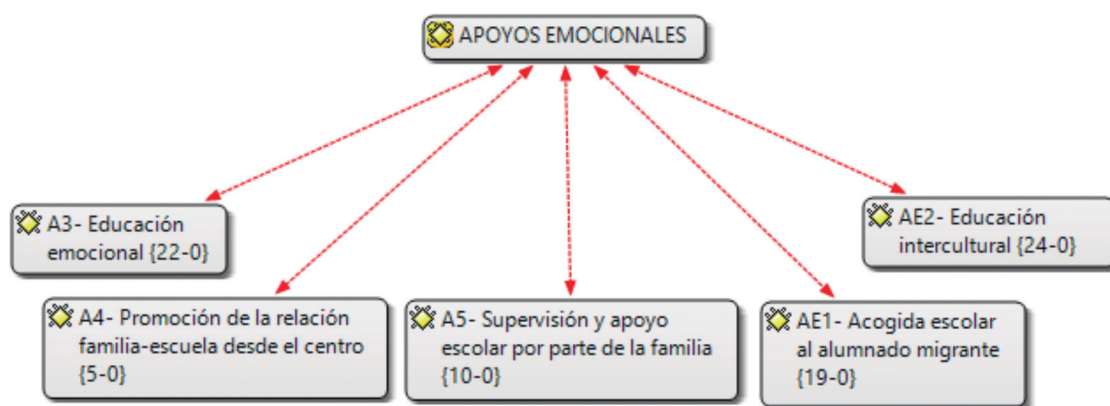 APOYOS EMOCIONALES
A3- Educación
emocional {22-0}
AE2- Educación
intercultural {24-0}
A4- Promoción de la relación
familia-escuela desde el centro
{5-0}
A5- Supervisión y apoyo
escolar por parte de la familia
{10-0}
AE1- Acogida escolar
al alumnado migrante
{19-0}